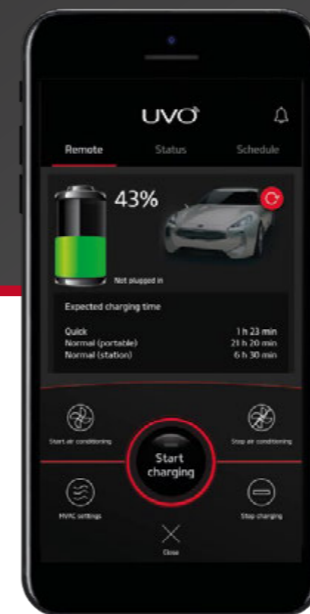 UVO
Remote Status Schedule
43%
Not plugged in
Expected charging time
Quick 1 h 23 min
Normal (portable) 21 h 20 min
Normal (station) 6 h 30 min
Start air conditioning Stop air conditioning
Start
charging
HVAC settings Stop charging
Close